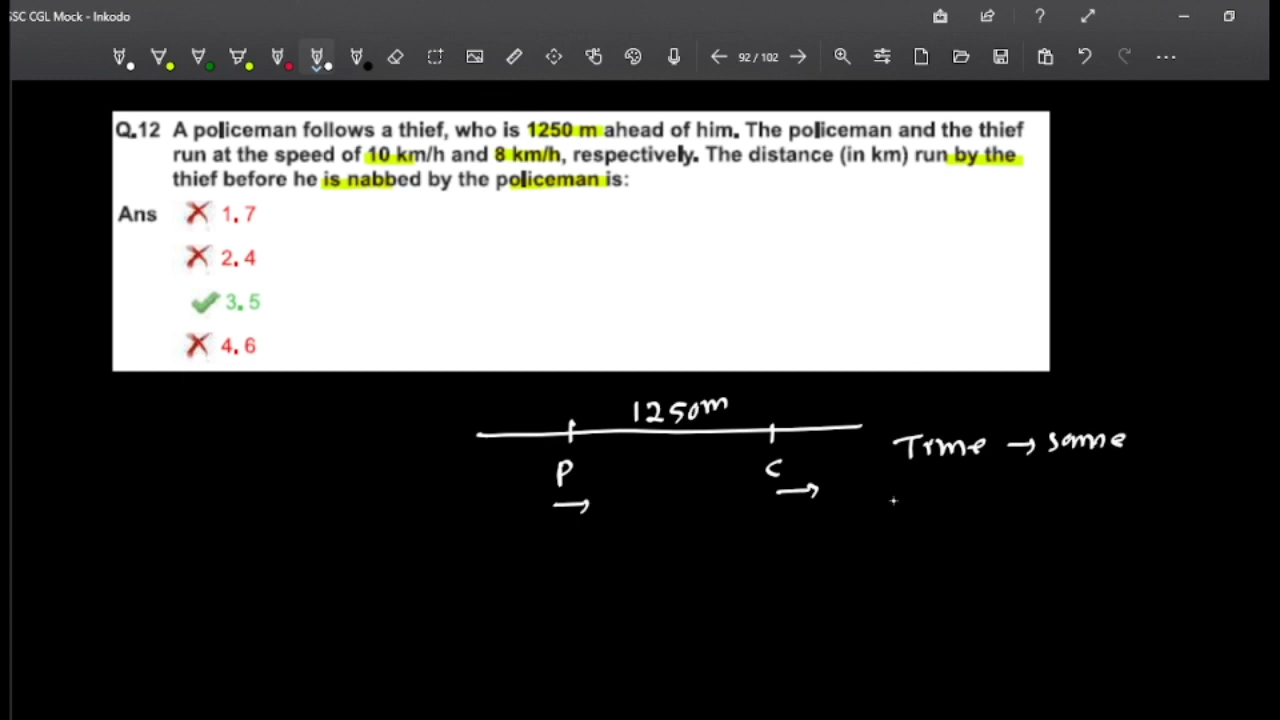 SSC CGL Mock - Inkodo
92 / 102
Q.12 A policeman follows a thief, who is 1250 m ahead of him. The policeman and the thief
run at the speed of 10 km/h and 8 km/h, respectively. The distance (in km) run by the
thief before he is nabbed by the policeman is:
Ans 1. 7
2. 4
3. 5
4. 6
1250m
Time → same
P C